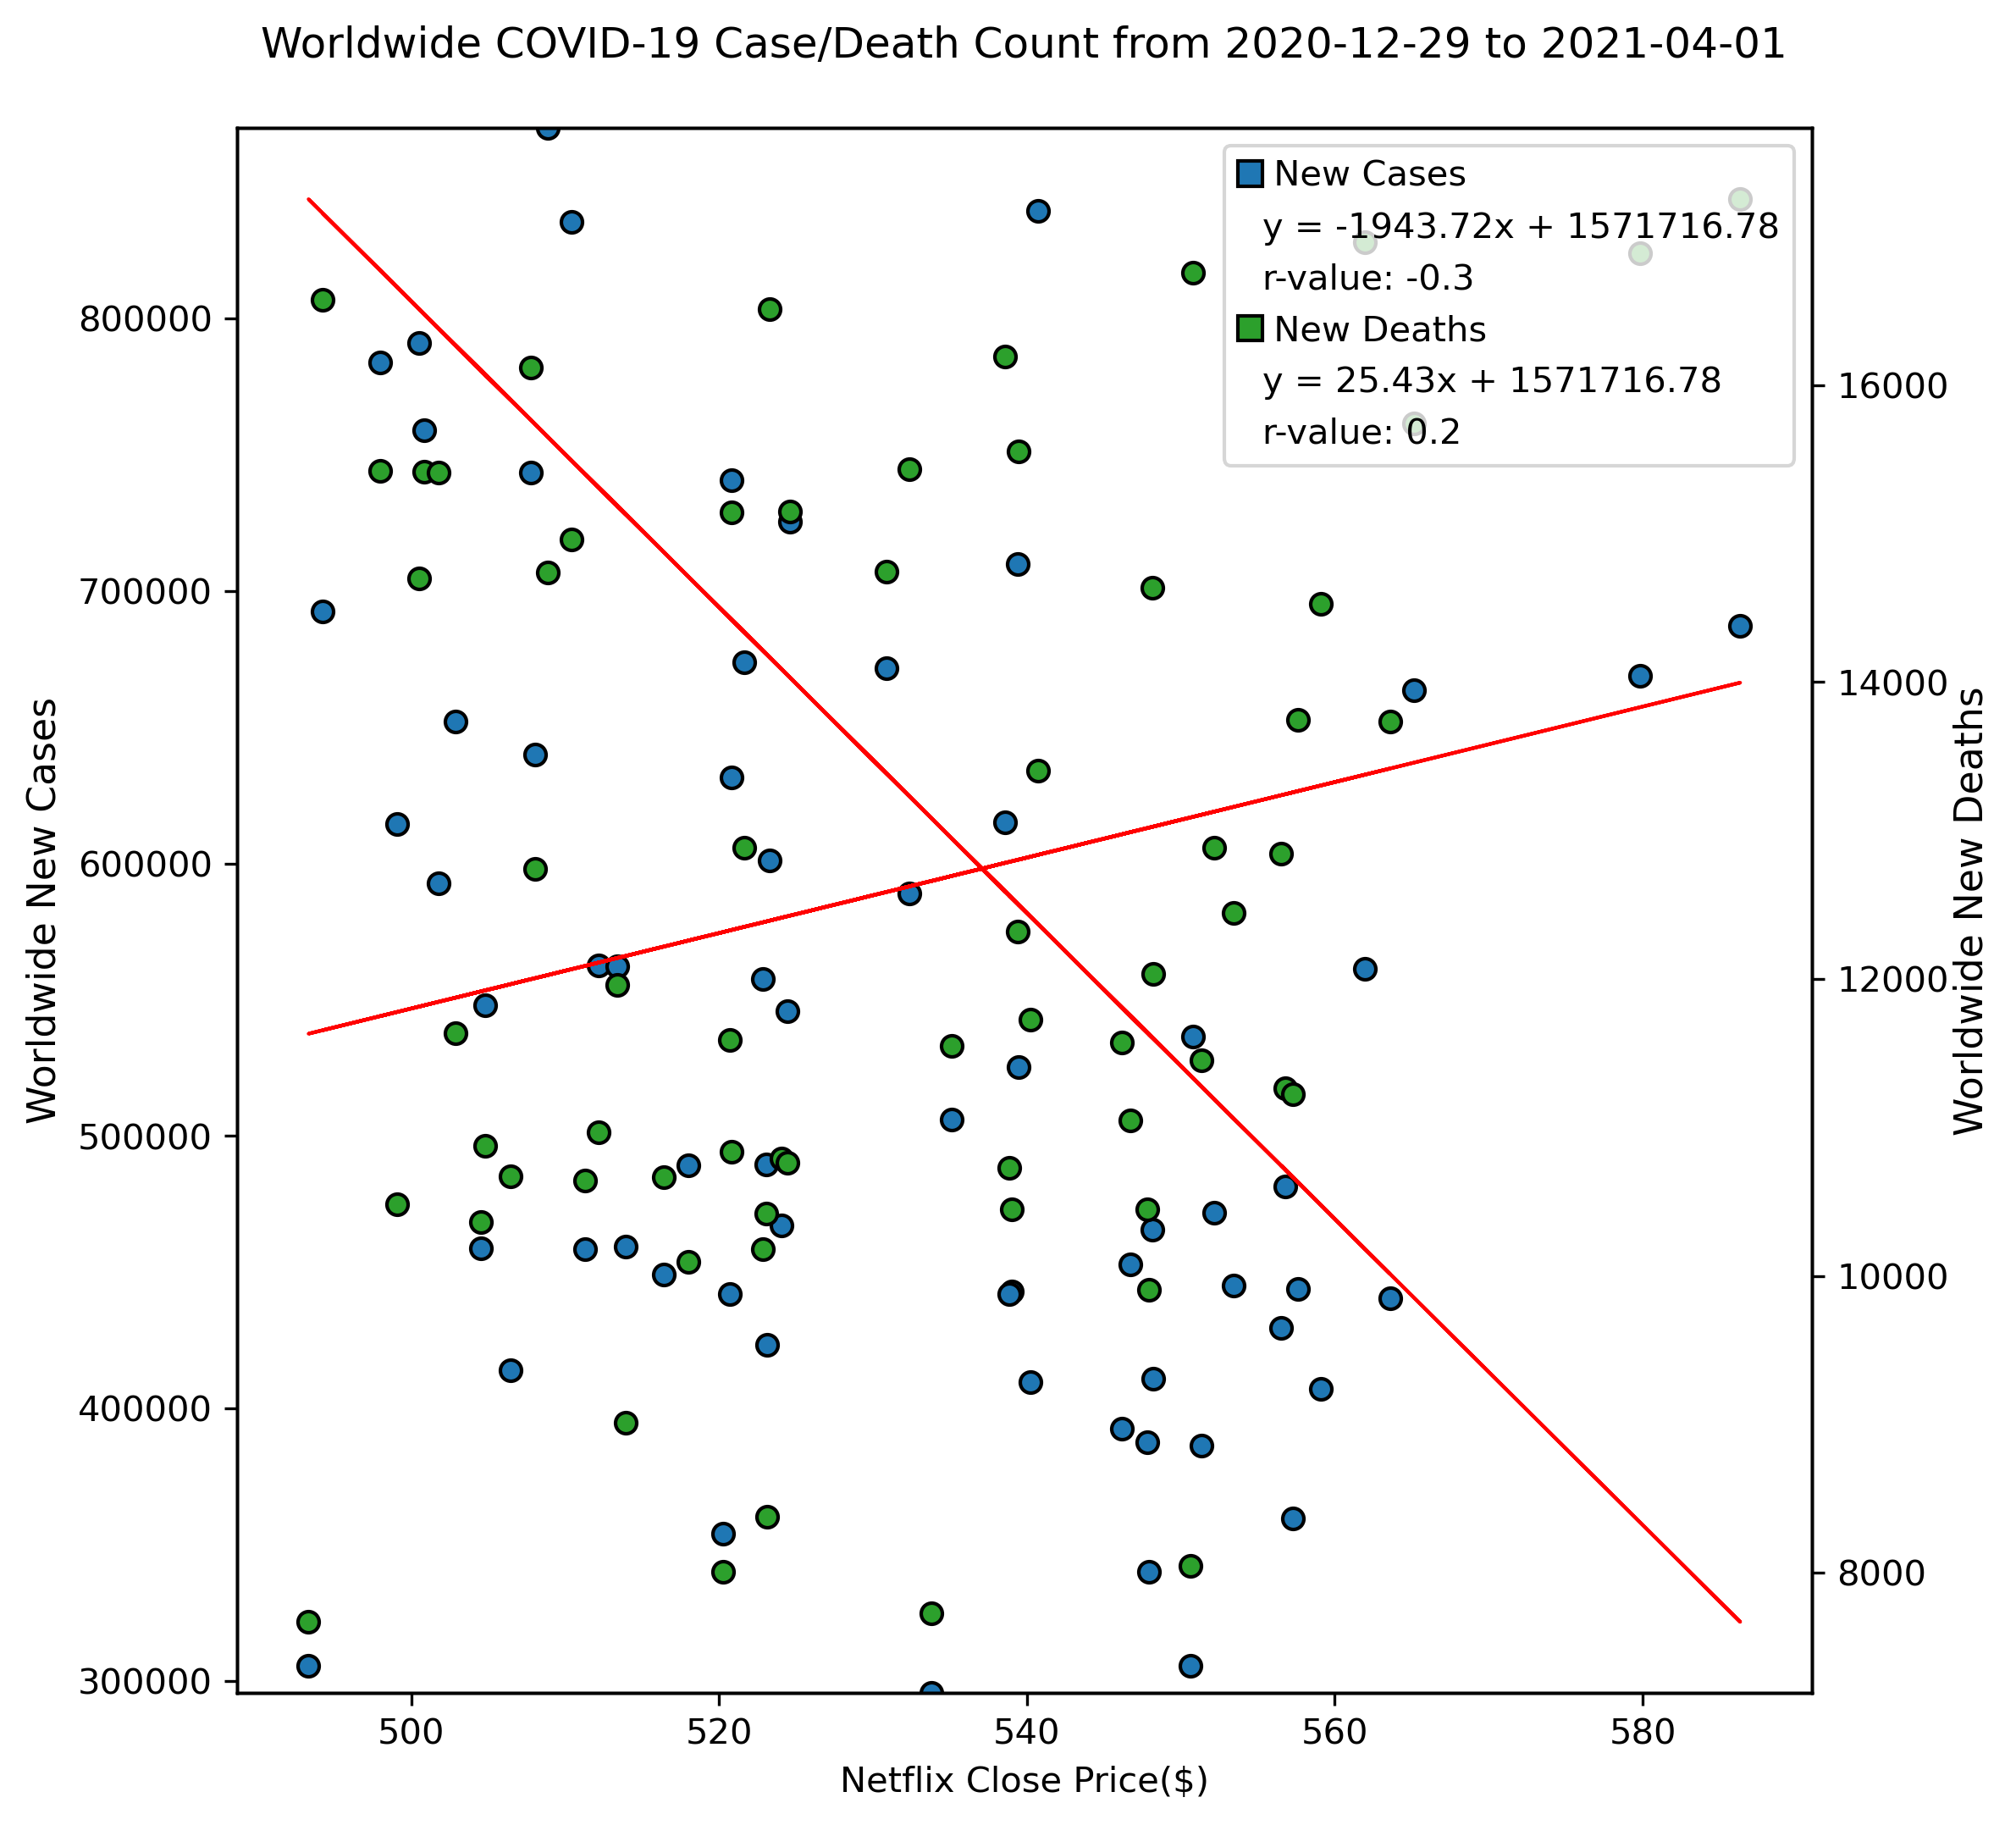 Worldwide COVID-19 Case/Death Count from 2020-12-29 to 2021-04-01
New Cases
y = -1943.72x + 1571716.78
r-value: -0.3
New Deaths
y = 25.43x + 1571716.78
r-value: 0.2
Worldwide New Cases
800000
700000
600000
500000
400000
300000
16000
14000
12000
10000
8000
Worldwide New Deaths
500
520
540
560
580
Netflix Close Price($)